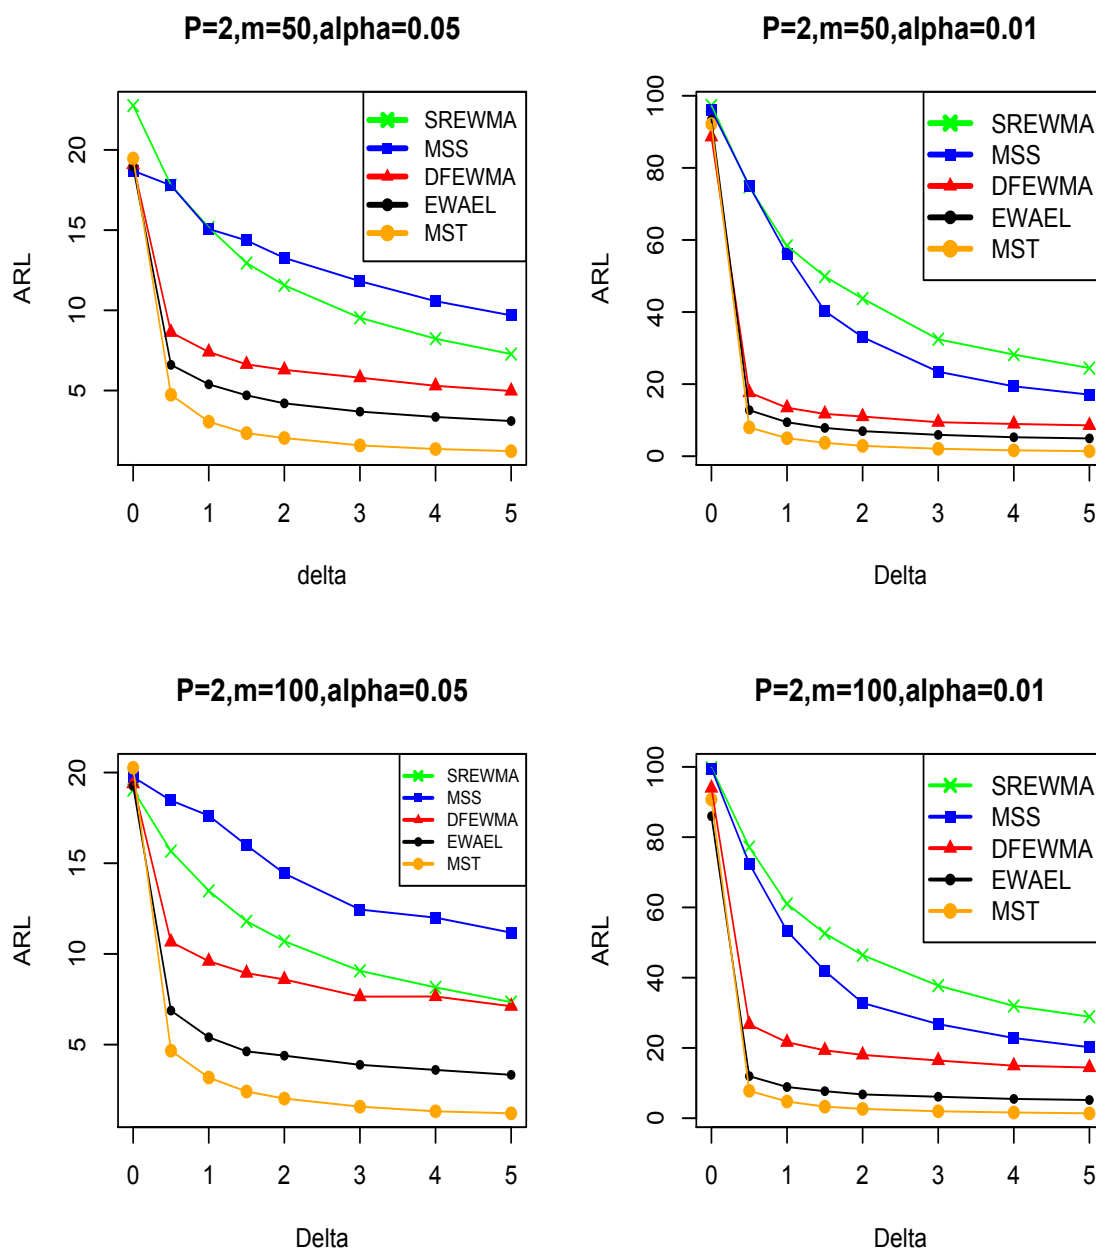 P=2,m=50,alpha=0.05
ARL
20
15
10
5
SREWMA
MSS
DFEWMA
EWAEL
MST
0 1 2 3 4 5
delta
P=2,m=50,alpha=0.01
ARL
100
80
60
40
20
0
SREWMA
MSS
DFEWMA
EWAEL
MST
0 1 2 3 4 5
Delta
P=2,m=100,alpha=0.05
ARL
20
15
10
5
SREWMA
MSS
DFEWMA
EWAEL
MST
0 1 2 3 4 5
Delta
P=2,m=100,alpha=0.01
ARL
100
80
60
40
20
0
SREWMA
MSS
DFEWMA
EWAEL
MST
0 1 2 3 4 5
Delta